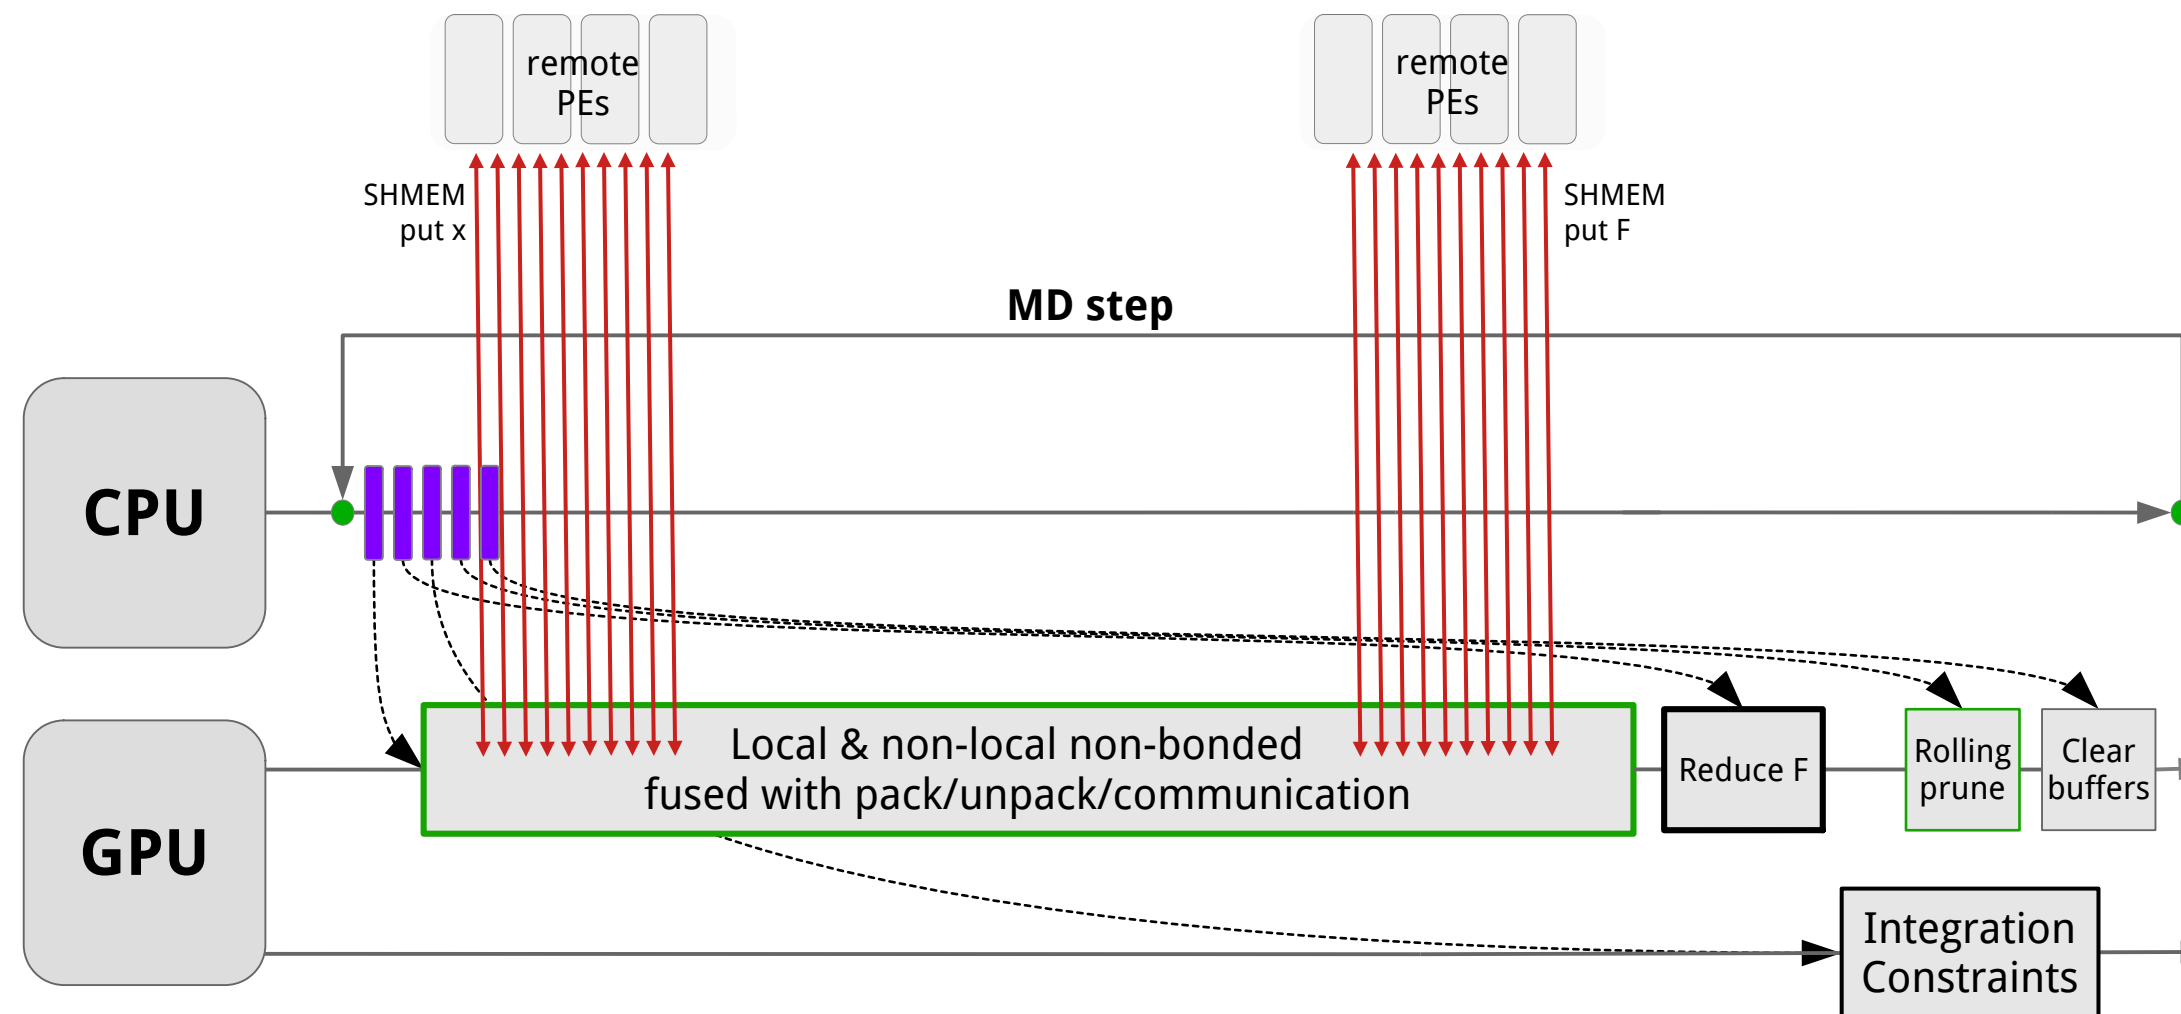 remote
PEs
remote
PEs
SHMEM
put x
SHMEM
put F
MD step
CPU
GPU
Local & non-local non-bonded
fused with pack/unpack/communication
Reduce F
Rolling
prune
Clear
buffers
Integration
Constraints